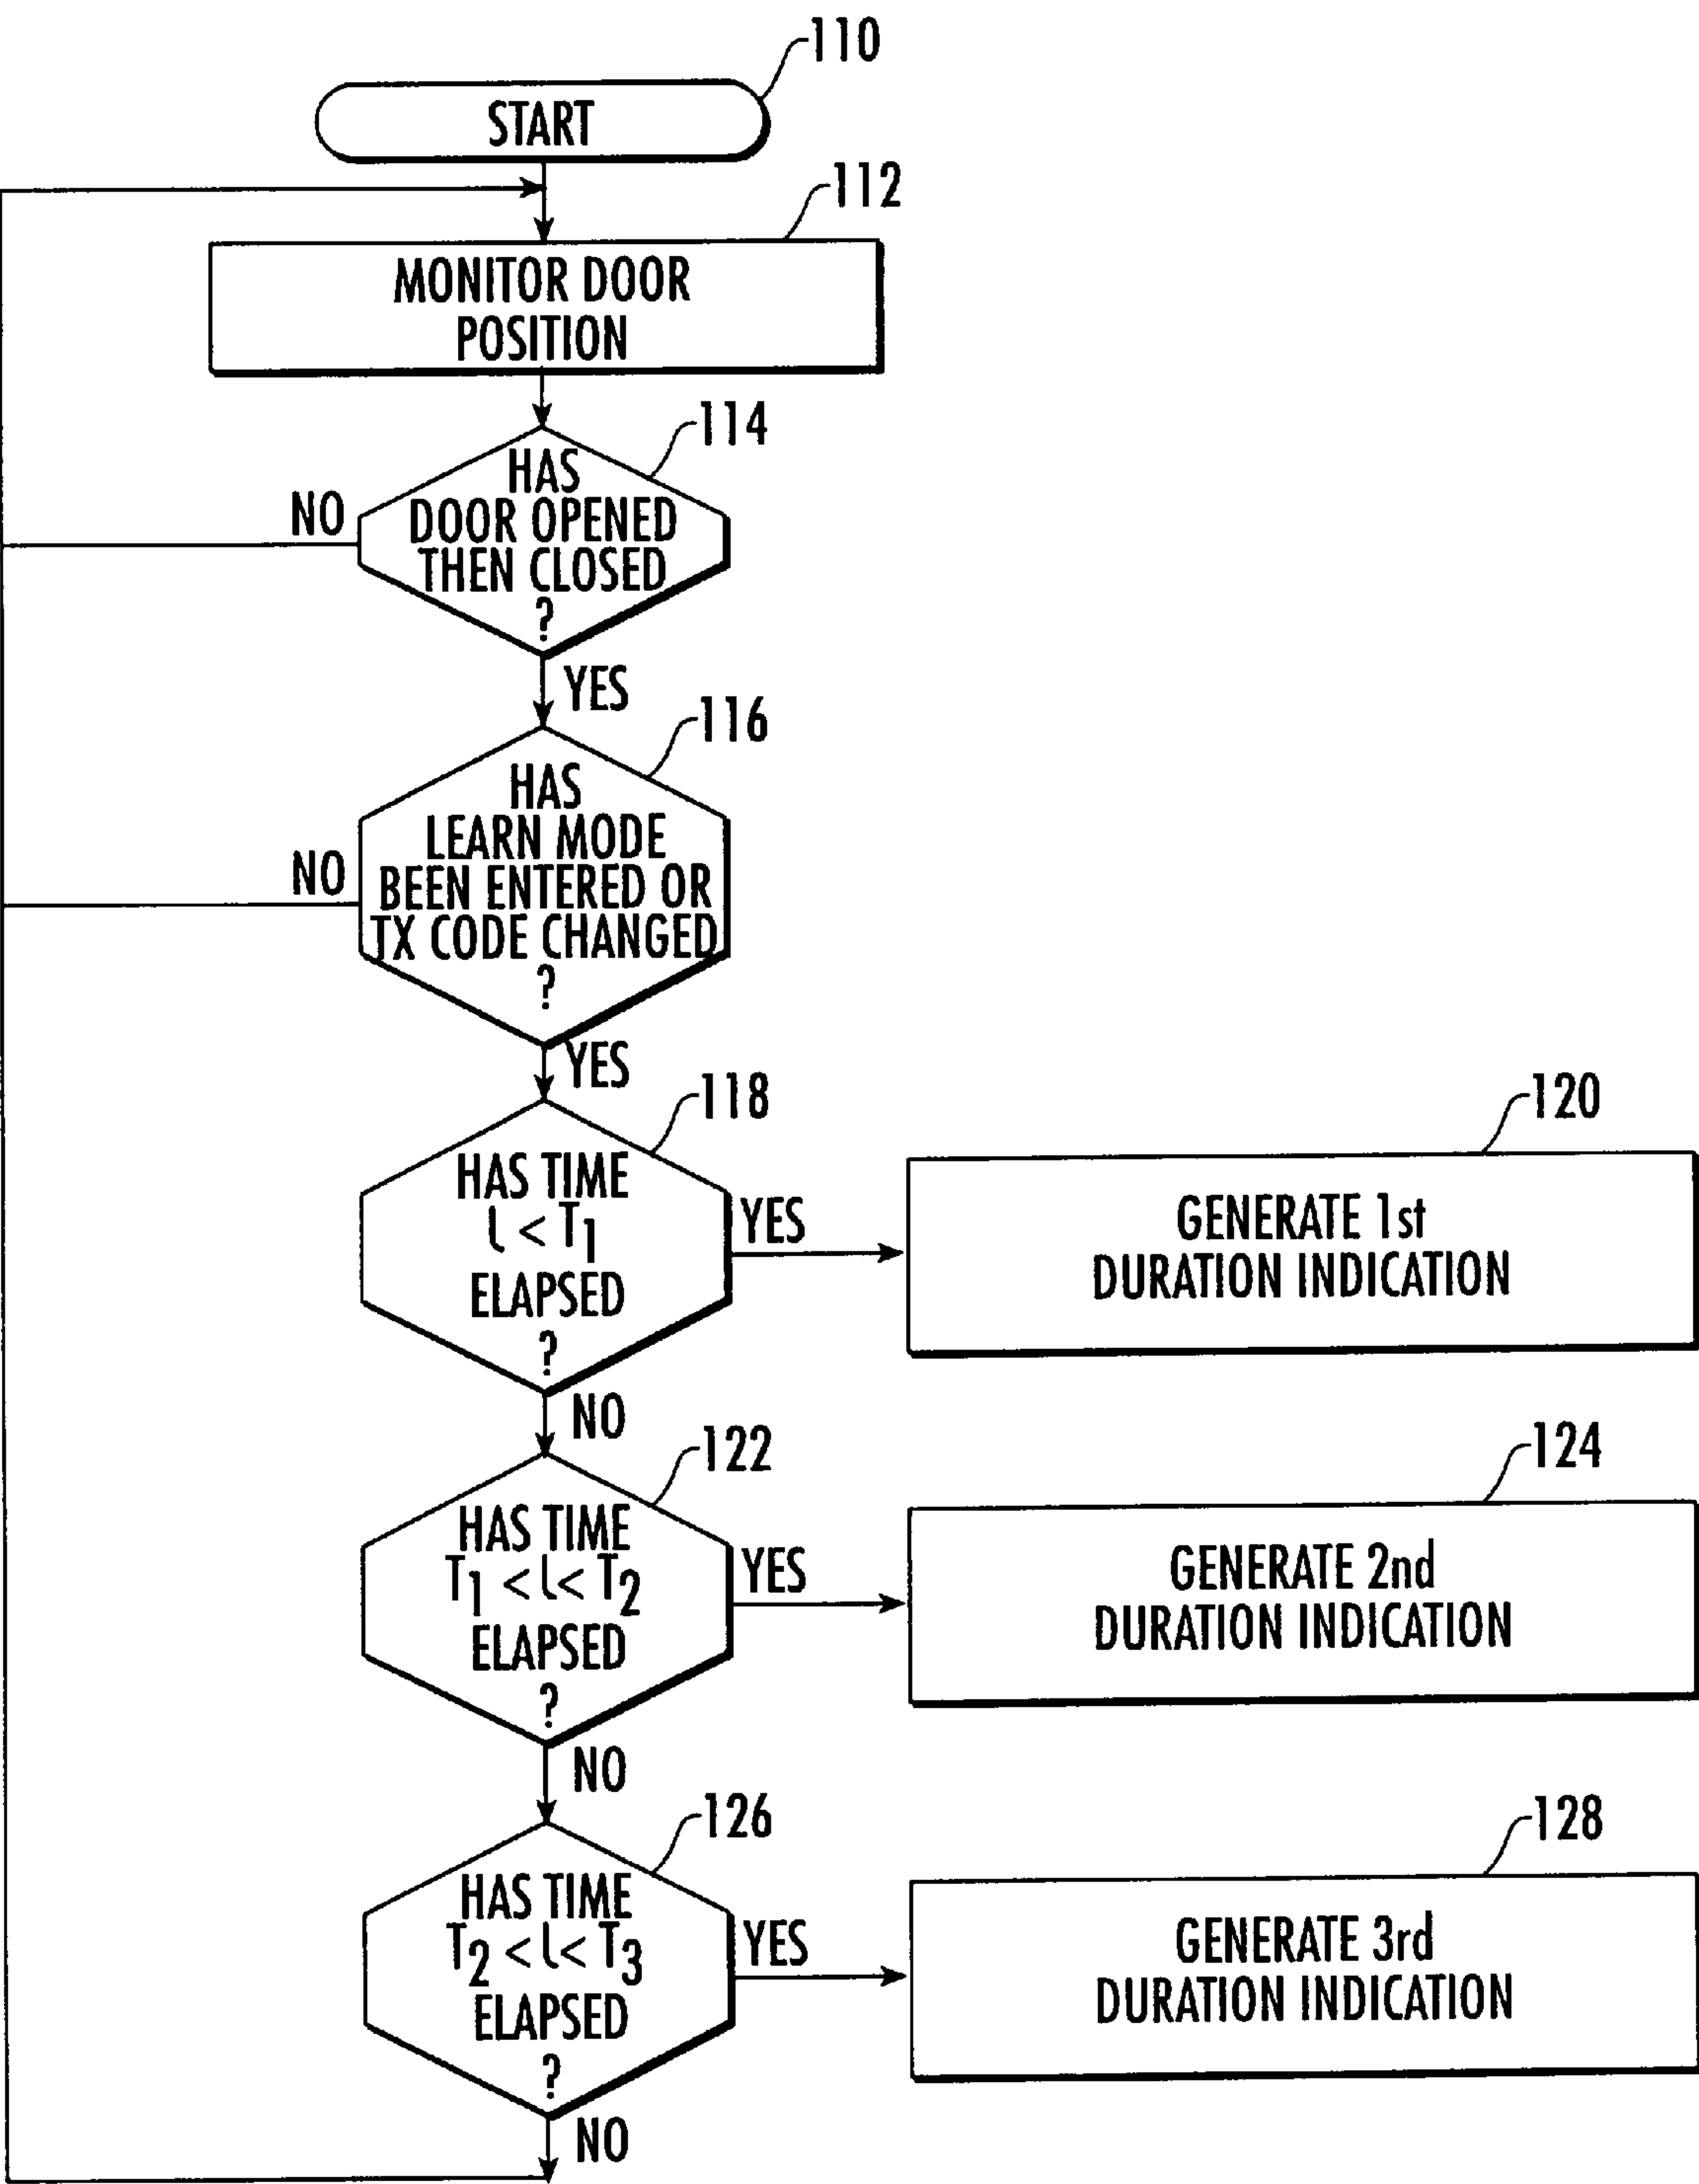 110
START
112
MONITOR DOOR
POSITION
114
HAS
DOOR OPENED
THEN CLOSED
?
NO
YES
116
HAS
LEARN MODE
BEEN ENTERED OR
TX CODE CHANGED
?
NO
YES
118
HAS TIME
t < T1
ELAPSED
?
YES
120
GENERATE 1st
DURATION INDICATION
NO
122
HAS TIME
T1 < t < T2
ELAPSED
?
YES
124
GENERATE 2nd
DURATION INDICATION
NO
126
HAS TIME
T2 < t < T3
ELAPSED
?
YES
128
GENERATE 3rd
DURATION INDICATION
NO